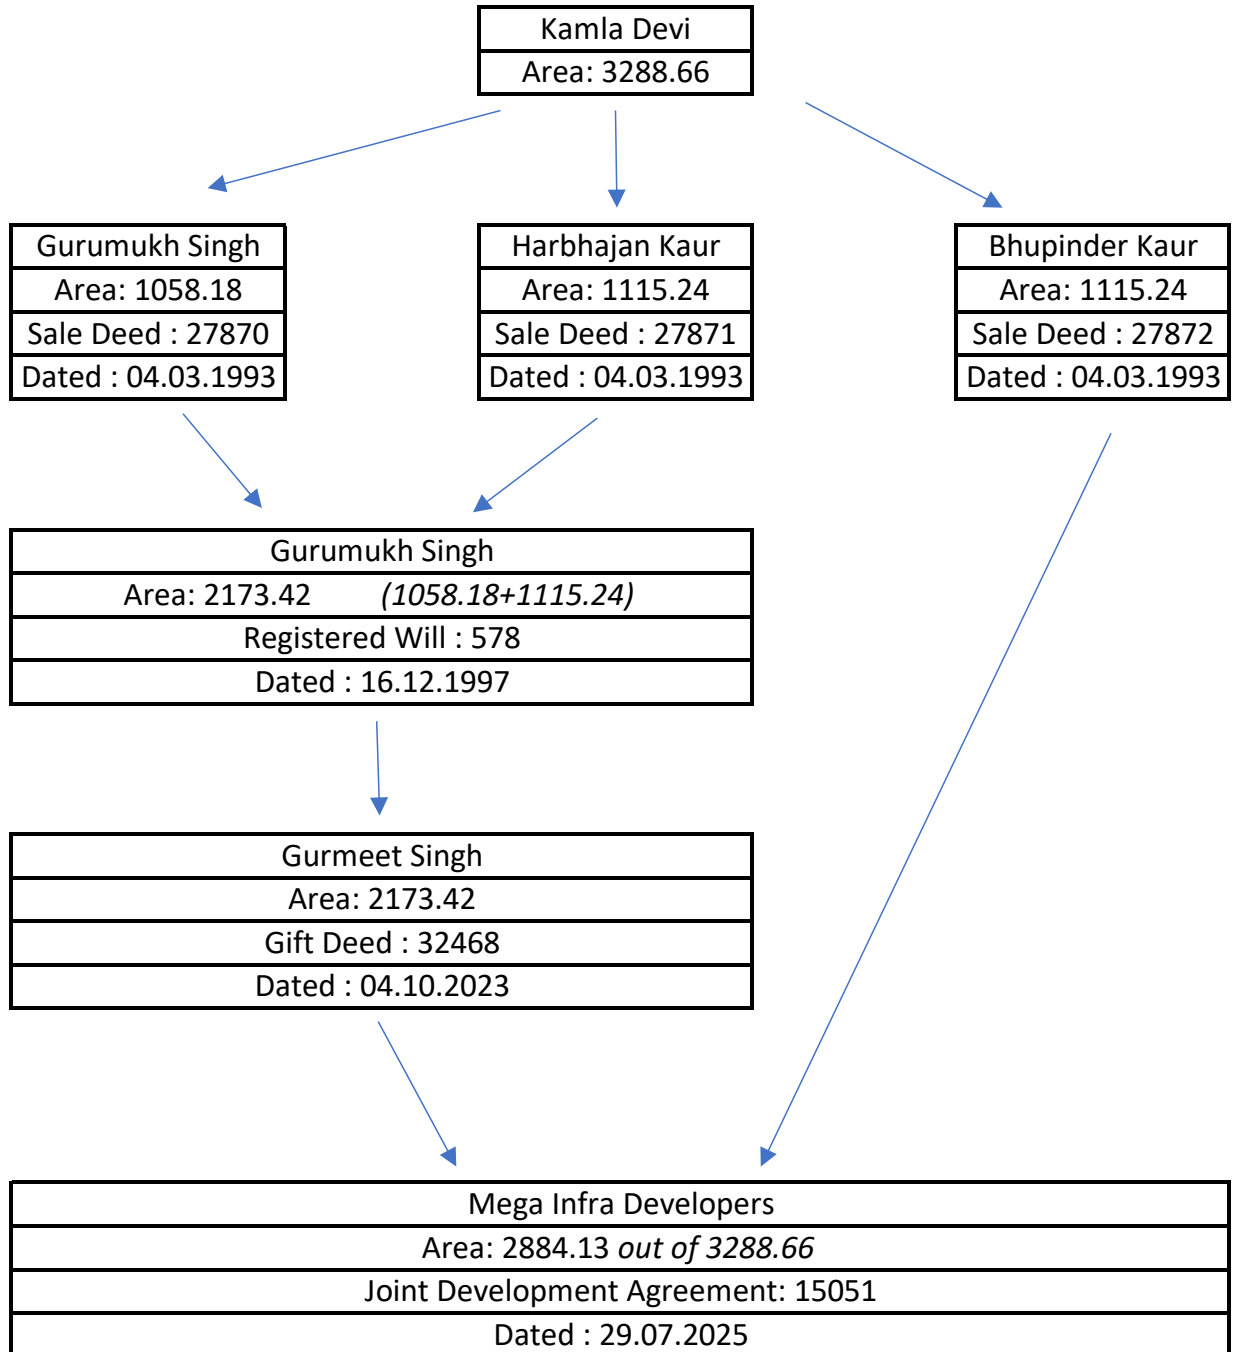 Kamla Devi
Area: 3288.66
Gurumukh Singh
Area: 1058.18
Sale Deed : 27870
Dated : 04.03.1993
Harbhajan Kaur
Area: 1115.24
Sale Deed : 27871
Dated : 04.03.1993
Bhupinder Kaur
Area: 1115.24
Sale Deed : 27872
Dated : 04.03.1993
Gurumukh Singh
Area: 2173.42 (1058.18+1115.24)
Registered Will : 578
Dated : 16.12.1997
Gurmeet Singh
Area: 2173.42
Gift Deed : 32468
Dated : 04.10.2023
Mega Infra Developers
Area: 2884.13 out of 3288.66
Joint Development Agreement: 15051
Dated : 29.07.2025